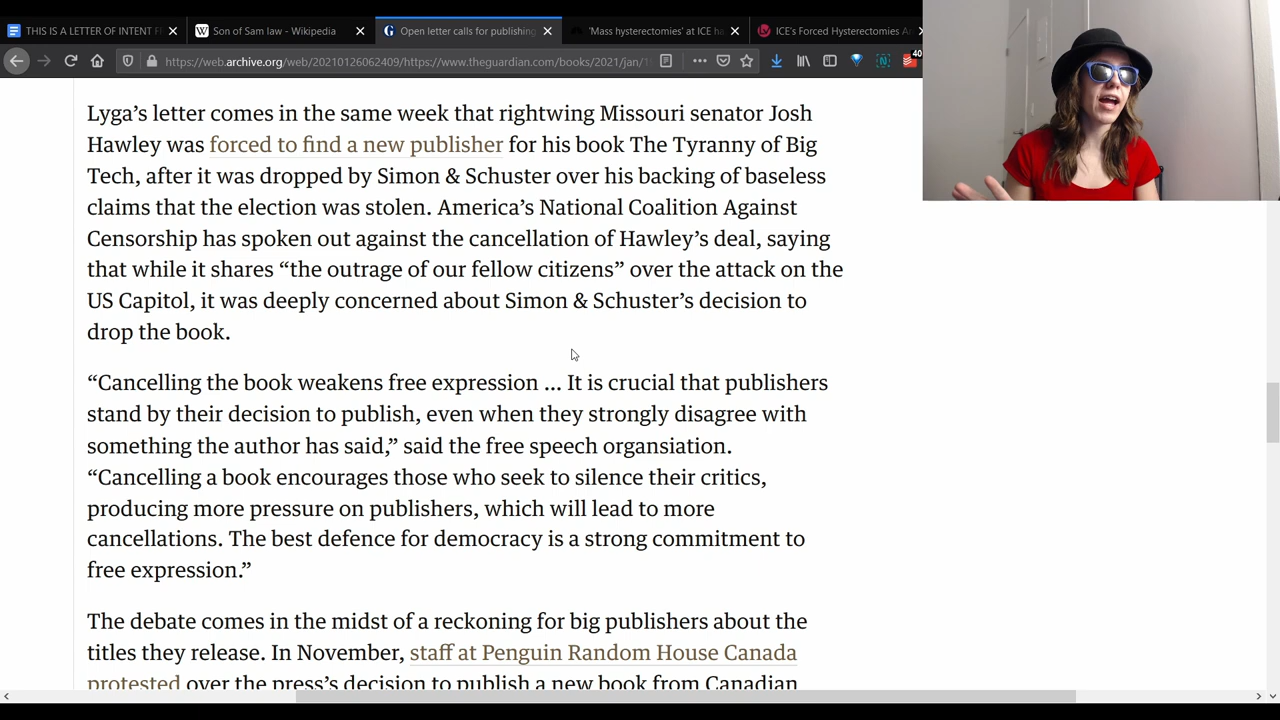 THIS IS A LETTER OF INTENT F
Son of Sam law - Wikipedia
Open letter calls for publishing
'Mass hysterectomies' at ICE ha
ICE's Forced Hysterectomies A
https://web.archive.org/web/20210126062409/https://www.theguardian.com/books/2021/jan/1
40
Lyga's letter comes in the same week that rightwing Missouri senator Josh
Hawley was forced to find a new publisher for his book The Tyranny of Big
Tech, after it was dropped by Simon & Schuster over his backing of baseless
claims that the election was stolen. America's National Coalition Against
Censorship has spoken out against the cancellation of Hawley's deal, saying
that while it shares “the outrage of our fellow citizens” over the attack on the
US Capitol, it was deeply concerned about Simon & Schuster's decision to
drop the book.
“Cancelling the book weakens free expression ... It is crucial that publishers
stand by their decision to publish, even when they strongly disagree with
something the author has said,” said the free speech organsiation.
“Cancelling a book encourages those who seek to silence their critics,
producing more pressure on publishers, which will lead to more
cancellations. The best defence for democracy is a strong commitment to
free expression.”
The debate comes in the midst of a reckoning for big publishers about the
titles they release. In November, staff at Penguin Random House Canada
protested over the press's decision to publish a new book from Canadian